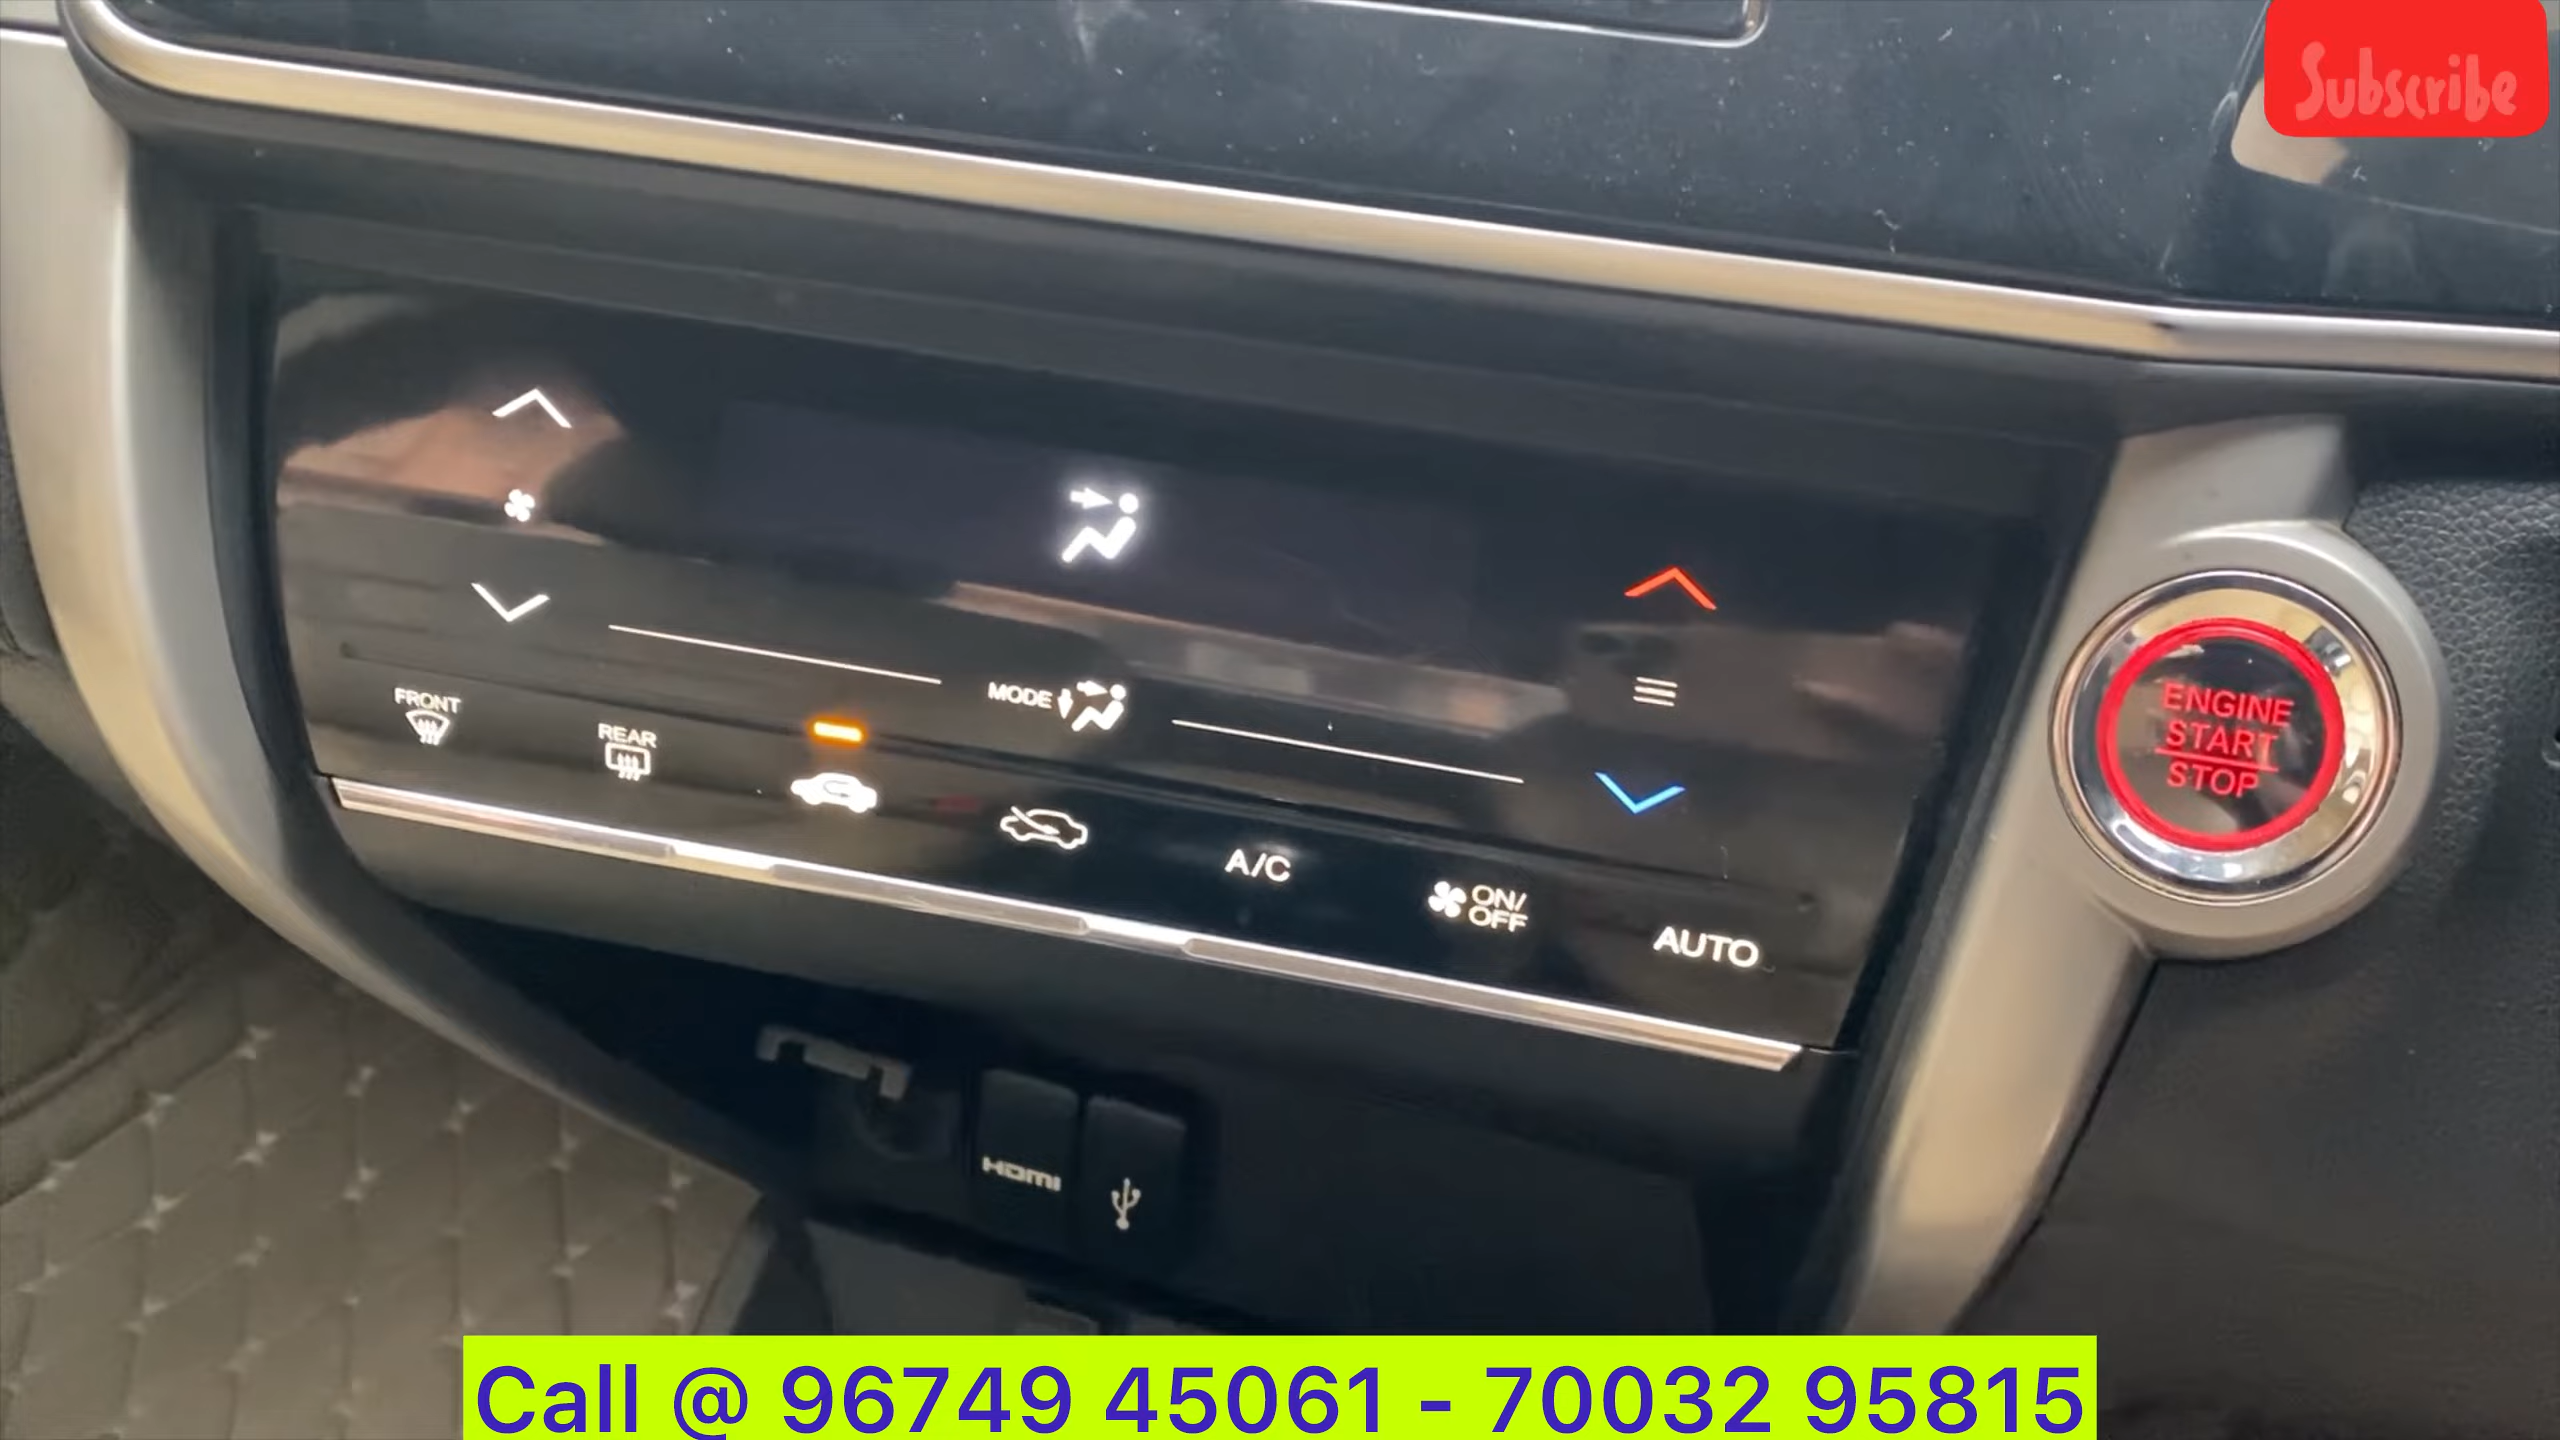 Subscribe
FRONT
REAR
MODE
A/C
ON/
OFF
AUTO
ENGINE
START
STOP
HDMI
Call @ 96749 45061 - 70032 95815